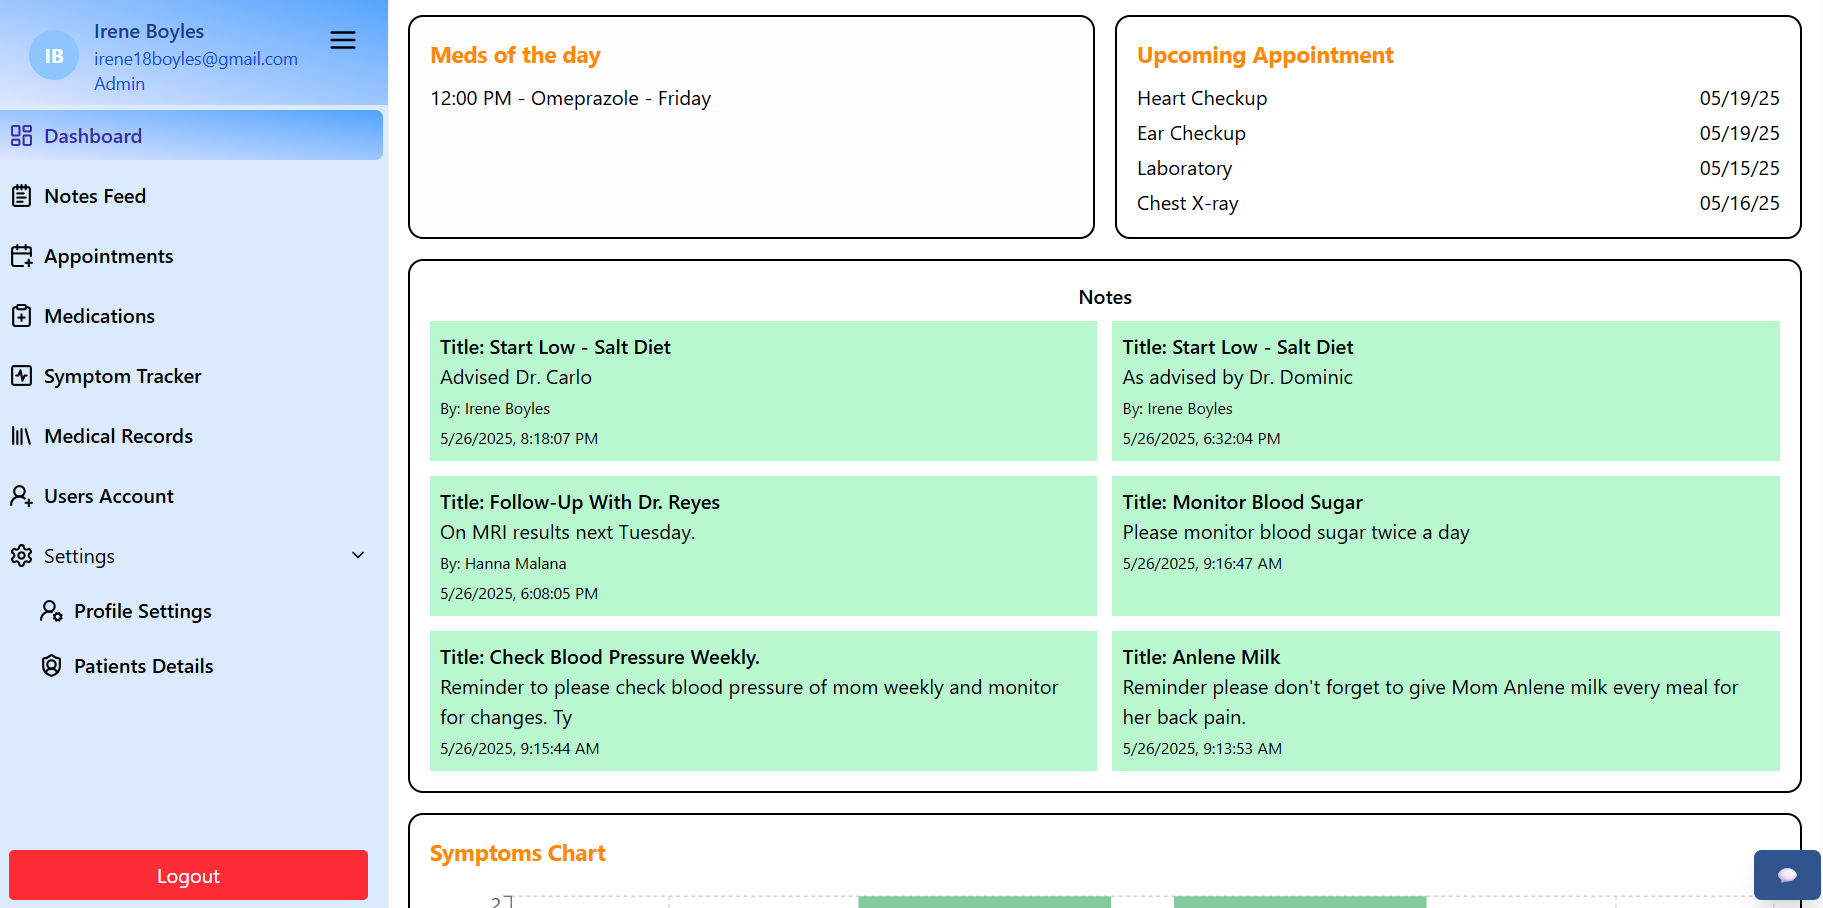 IB
Irene Boyles
irene18boyles@gmail.com
Admin
Dashboard
Notes Feed
Appointments
Medications
Symptom Tracker
Medical Records
Users Account
Settings
Profile Settings
Patients Details
Logout
Meds of the day
12:00 PM - Omeprazole - Friday
Upcoming Appointment
Heart Checkup 05/19/25
Ear Checkup 05/19/25
Laboratory 05/15/25
Chest X-ray 05/16/25
Notes
Title: Start Low - Salt Diet
Advised Dr. Carlo
By: Irene Boyles
5/26/2025, 8:18:07 PM
Title: Start Low - Salt Diet
As advised by Dr. Dominic
By: Irene Boyles
5/26/2025, 6:32:04 PM
Title: Follow-Up With Dr. Reyes
On MRI results next Tuesday.
By: Hanna Malana
5/26/2025, 6:08:05 PM
Title: Monitor Blood Sugar
Please monitor blood sugar twice a day
5/26/2025, 9:16:47 AM
Title: Check Blood Pressure Weekly.
Reminder to please check blood pressure of mom weekly and monitor
for changes. Ty
5/26/2025, 9:15:44 AM
Title: Anlene Milk
Reminder please don't forget to give Mom Anlene milk every meal for
her back pain.
5/26/2025, 9:13:53 AM
Symptoms Chart
2